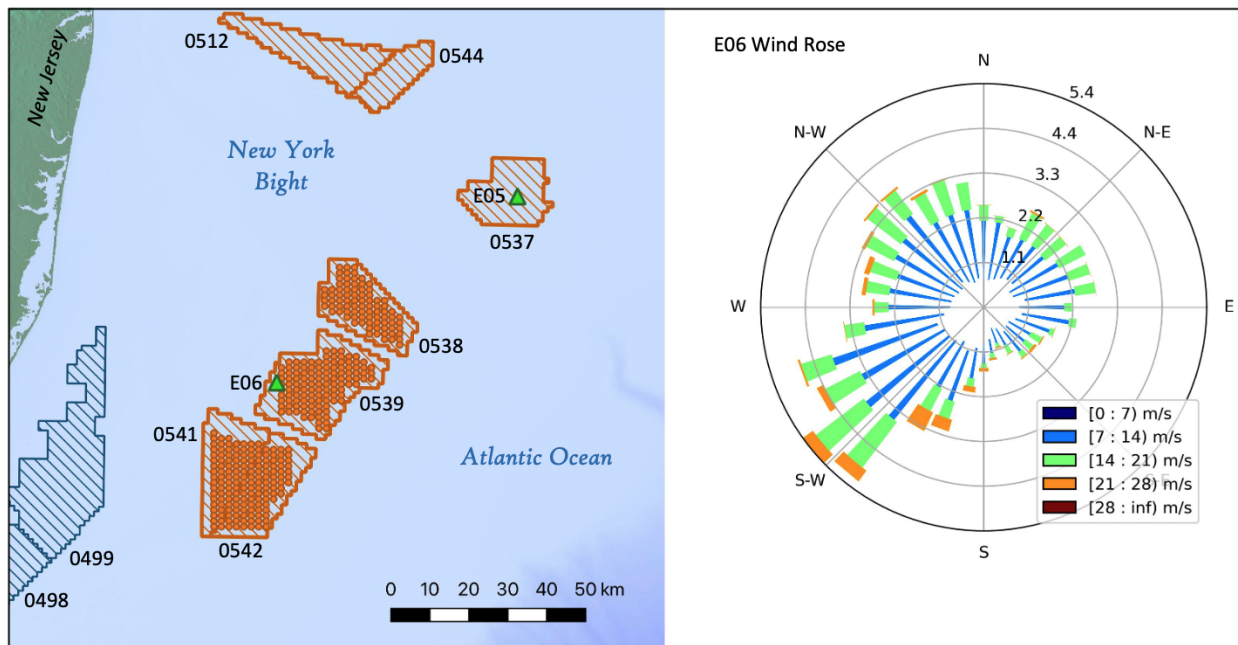 0512
0544
New Jersey
New York
Bight
E05
0537
0538
E06
0539
0541
Atlantic Ocean
0542
0499
0498
0 10 20 30 40 50 km
E06 Wind Rose
N
5.4
4.4
N-W
N-E
3.3
2.2
1.1
W
E
[0 : 7) m/s
[7 : 14) m/s
[14 : 21) m/s
[21 : 28) m/s
[28 : inf) m/s
S-W
S-E
S